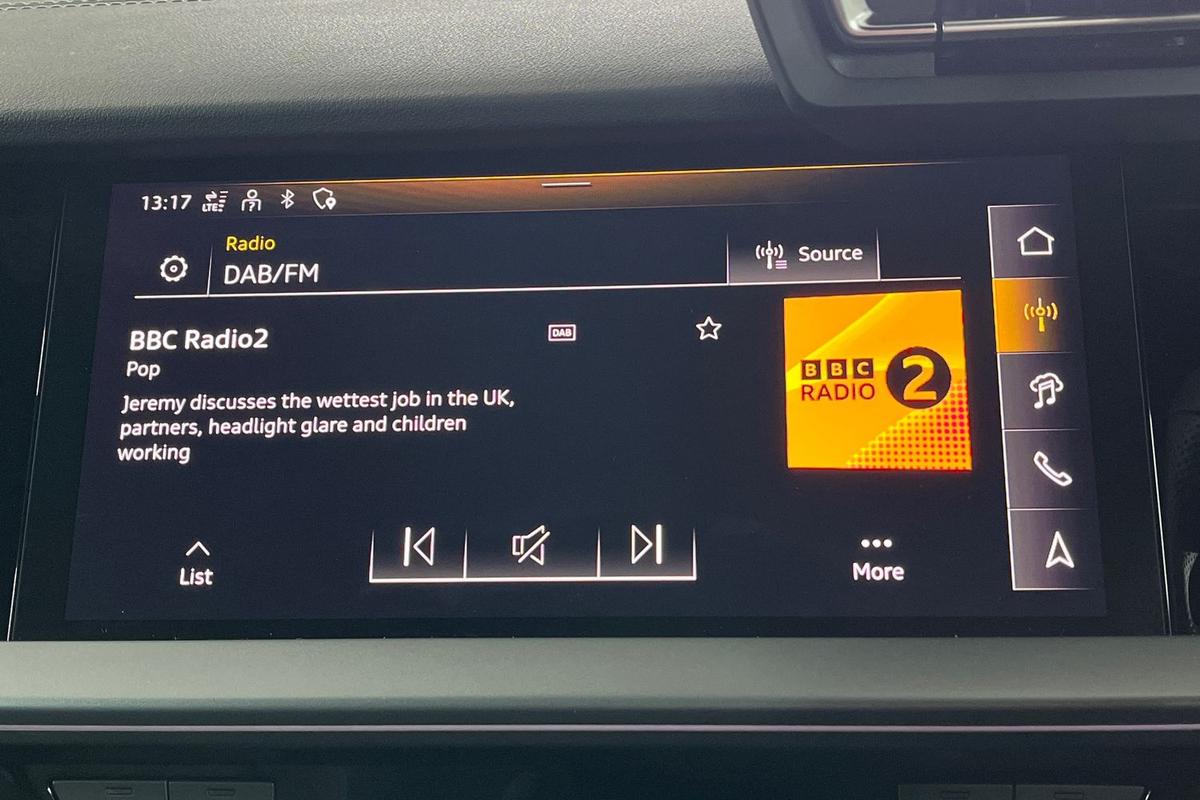 13:17 LTE
Radio
DAB/FM
Source
BBC Radio2
DAB
Pop
Jeremy discusses the wettest job in the UK,
partners, headlight glare and children
working
BBC
RADIO 2
List
More